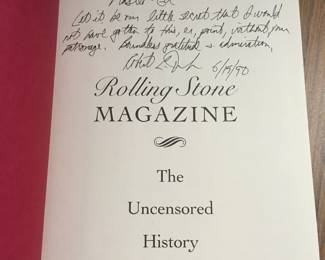 Let it be our little secret that I would
not have gotten to this, er, point, without your
patronage. Boundless gratitude & admiration,
6/15/90
Rolling Stone
MAGAZINE
The
Uncensored
History